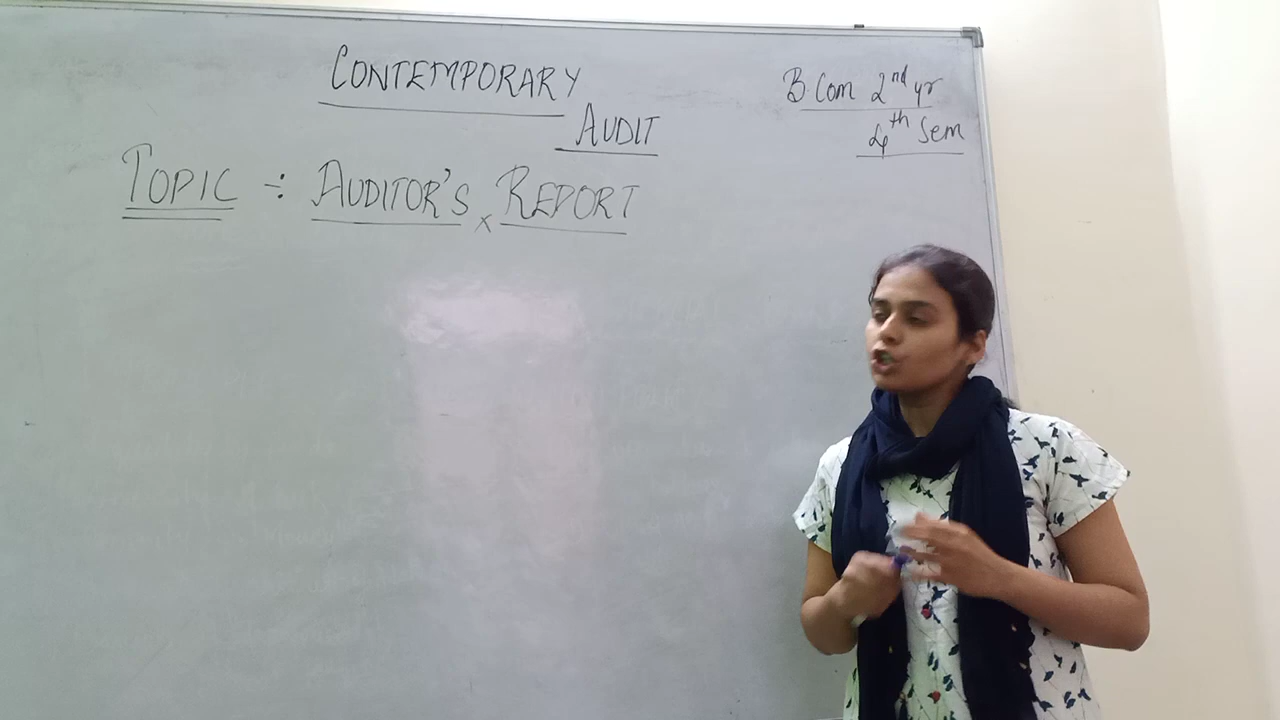 CONTEMPORARY
AUDIT
B Com 2nd yr
4th Sem
TOPIC ÷ AUDITOR'S x REPORT